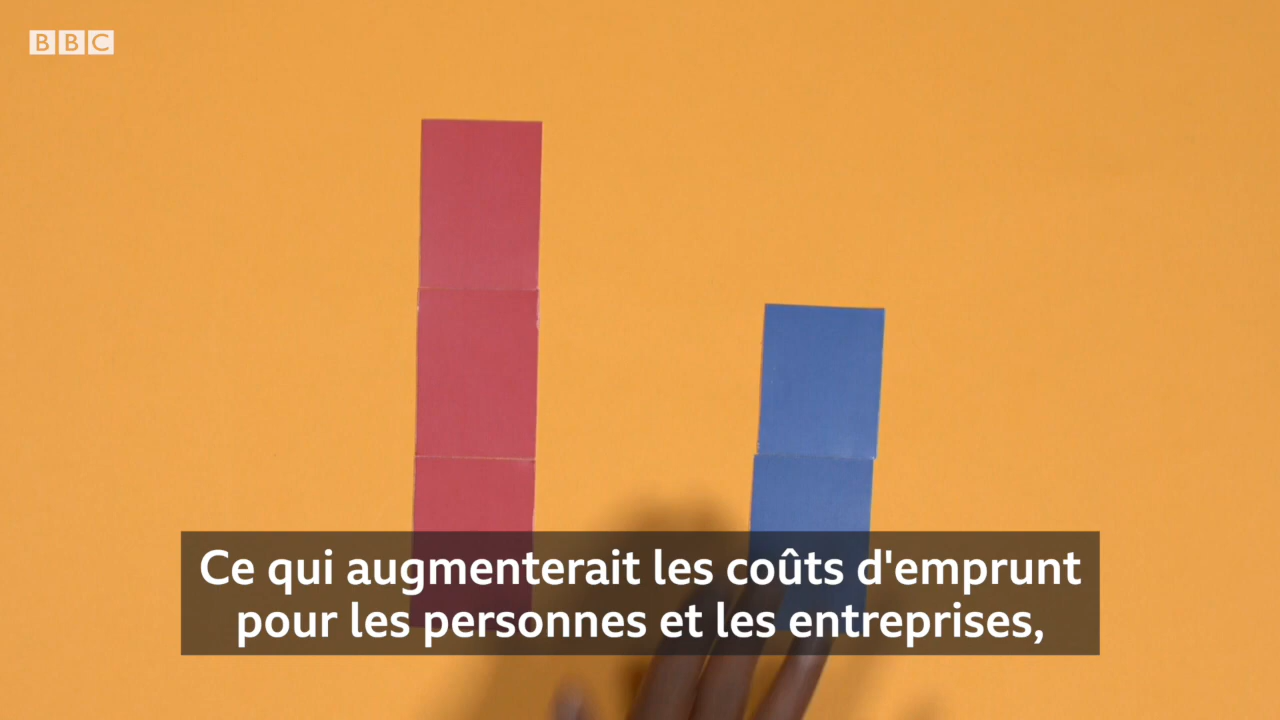 BBC
Ce qui augmenterait les coûts d'emprunt
pour les personnes et les entreprises,